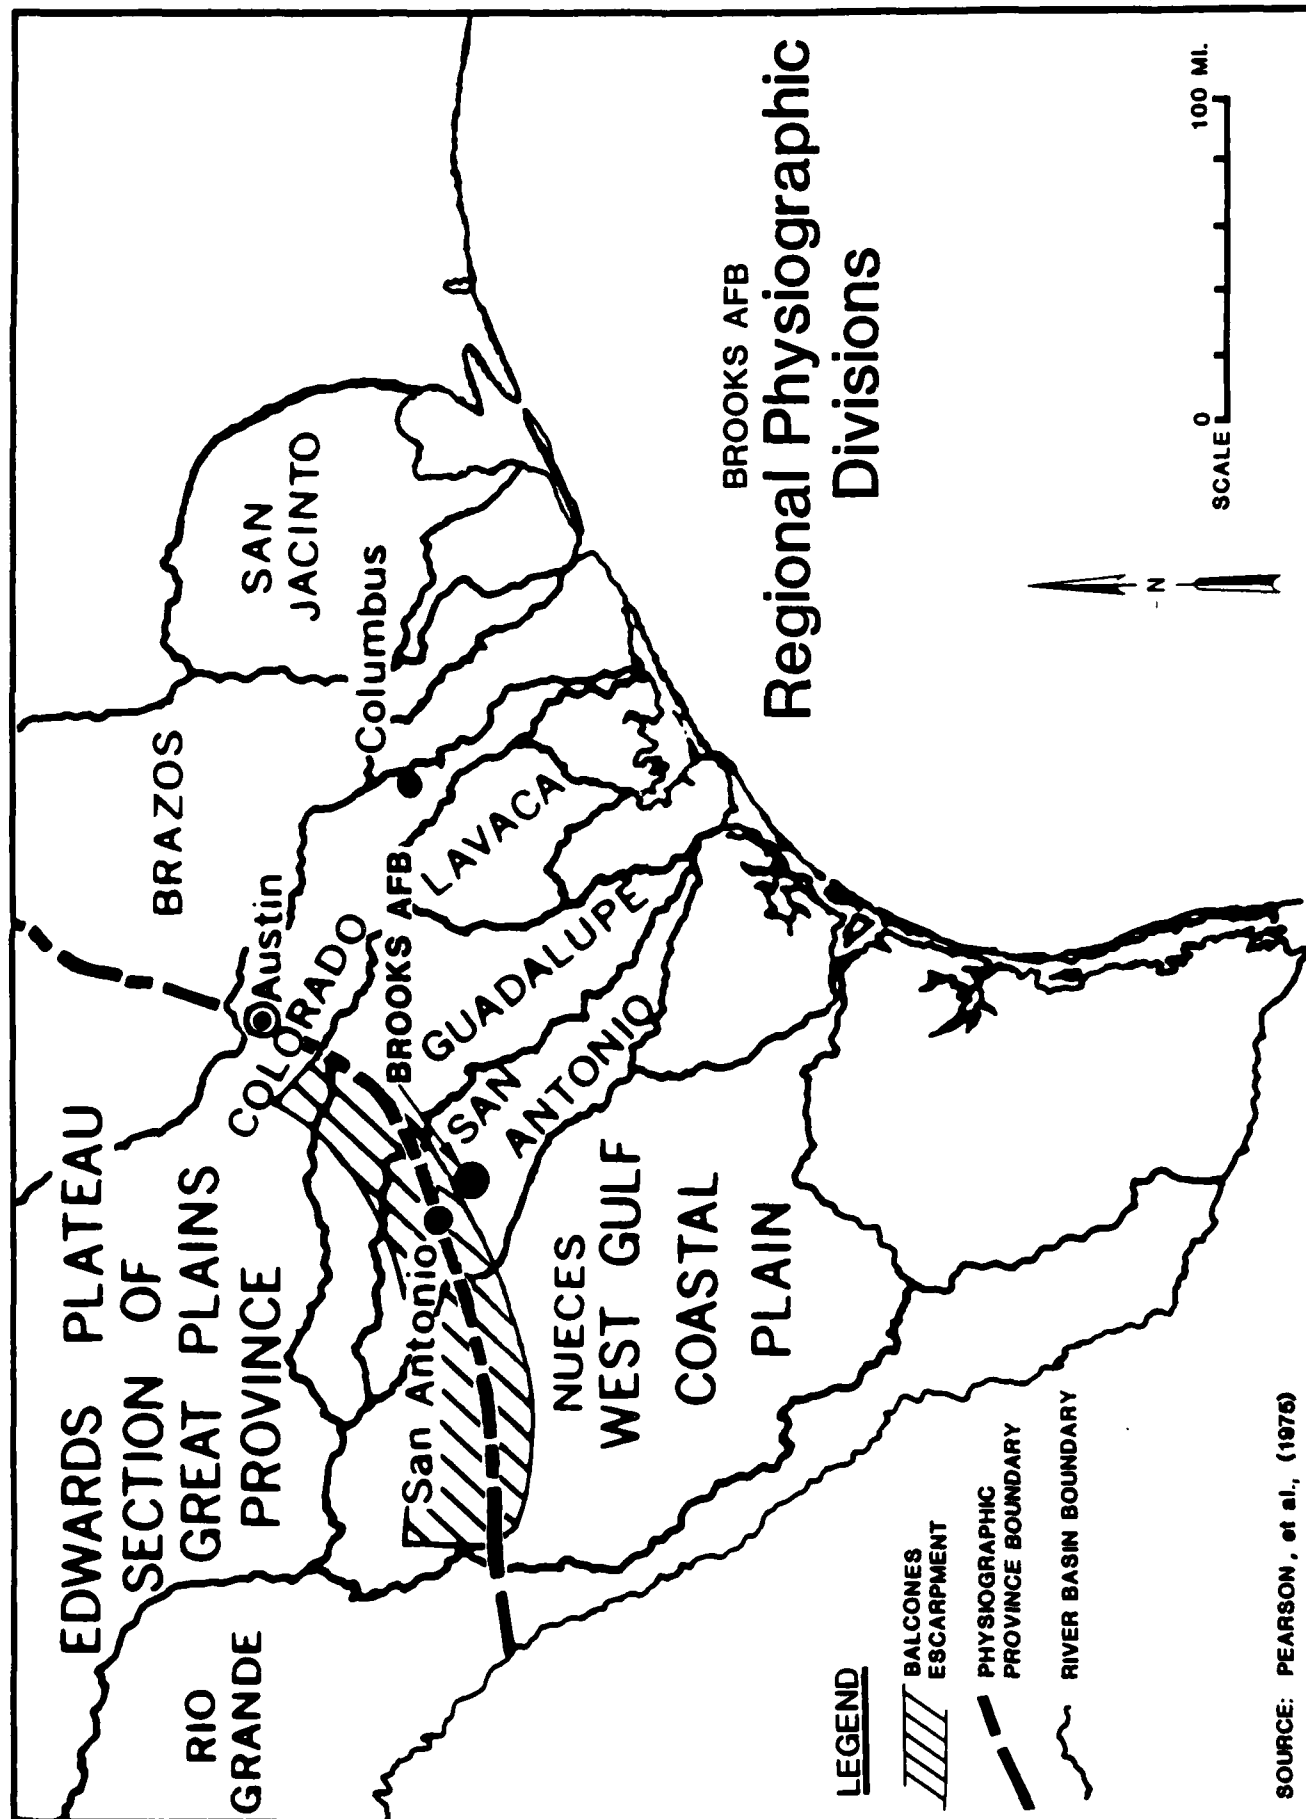 EDWARDS PLATEAU
SECTION OF
GREAT PLAINS
PROVINCE
RIO
GRANDE
BRAZOS
SAN
JACINTO
Austin
COLORADO
Columbus
BROOKS AFB
LAVACA
GUADALUPE
SAN
ANTONIO
San Antonio
NUECES
WEST GULF
COASTAL
PLAIN
BROOKS AFB
Regional Physiographic
Divisions
LEGEND
BALCONES
ESCARPMENT
PHYSIOGRAPHIC
PROVINCE BOUNDARY
RIVER BASIN BOUNDARY
N
SCALE 0 100 MI.
SOURCE: PEARSON, et al., (1975)